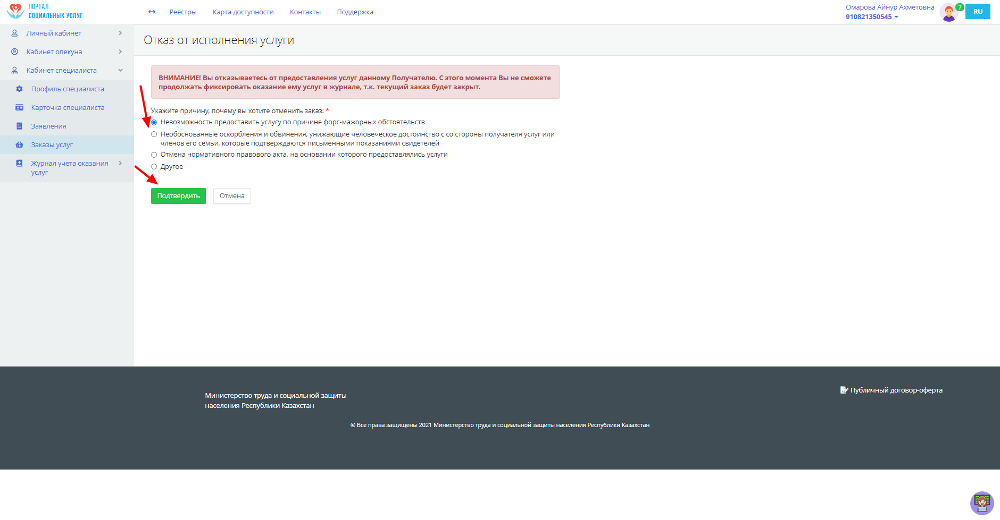 ПОРТАЛ
СОЦИАЛЬНЫХ УСЛУГ
Реестры
Карта доступности
Контакты
Поддержка
Омарова Айнур Ахметовна
910821350545
7
RU
Личный кабинет
Кабинет опекуна
Кабинет специалиста
Профиль специалиста
Карточка специалиста
Заявления
Заказы услуг
Журнал учета оказания
услуг
Отказ от исполнения услуги
ВНИМАНИЕ! Вы отказываетесь от предоставления услуг данному Получателю. С этого момента Вы не сможете
продолжать фиксировать оказание ему услуг в журнале, т.к. текущий заказ будет закрыт.
Укажите причину, почему вы хотите отменить заказ: *
Невозможность предоставить услугу по причине форс-мажорных обстоятельств
Необоснованные оскорбления и обвинения, унижающие человеческое достоинство с со стороны получателя услуг или
членов его семьи, которые подтверждаются письменными показаниями свидетелей
Отмена нормативного правового акта, на основании которого предоставлялись услуги
Другое
Подтвердить
Отмена
Министерство труда и социальной защиты
населения Республики Казахстан
Публичный договор-оферта
© Все права защищены 2021 Министерство труда и социальной защиты населения Республики Казахстан